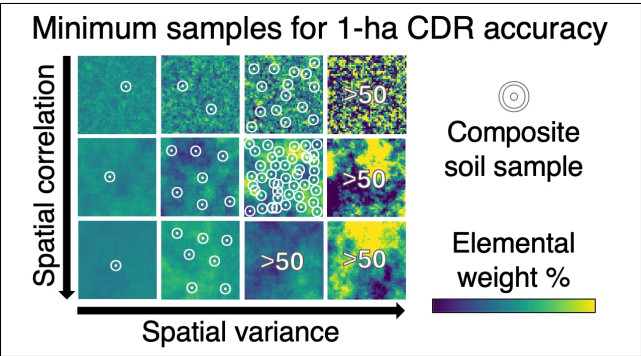 Minimum samples for 1-ha CDR accuracy
Spatial correlation
>50
>50
>50
>50
Spatial variance
Composite
soil sample
Elemental
weight %